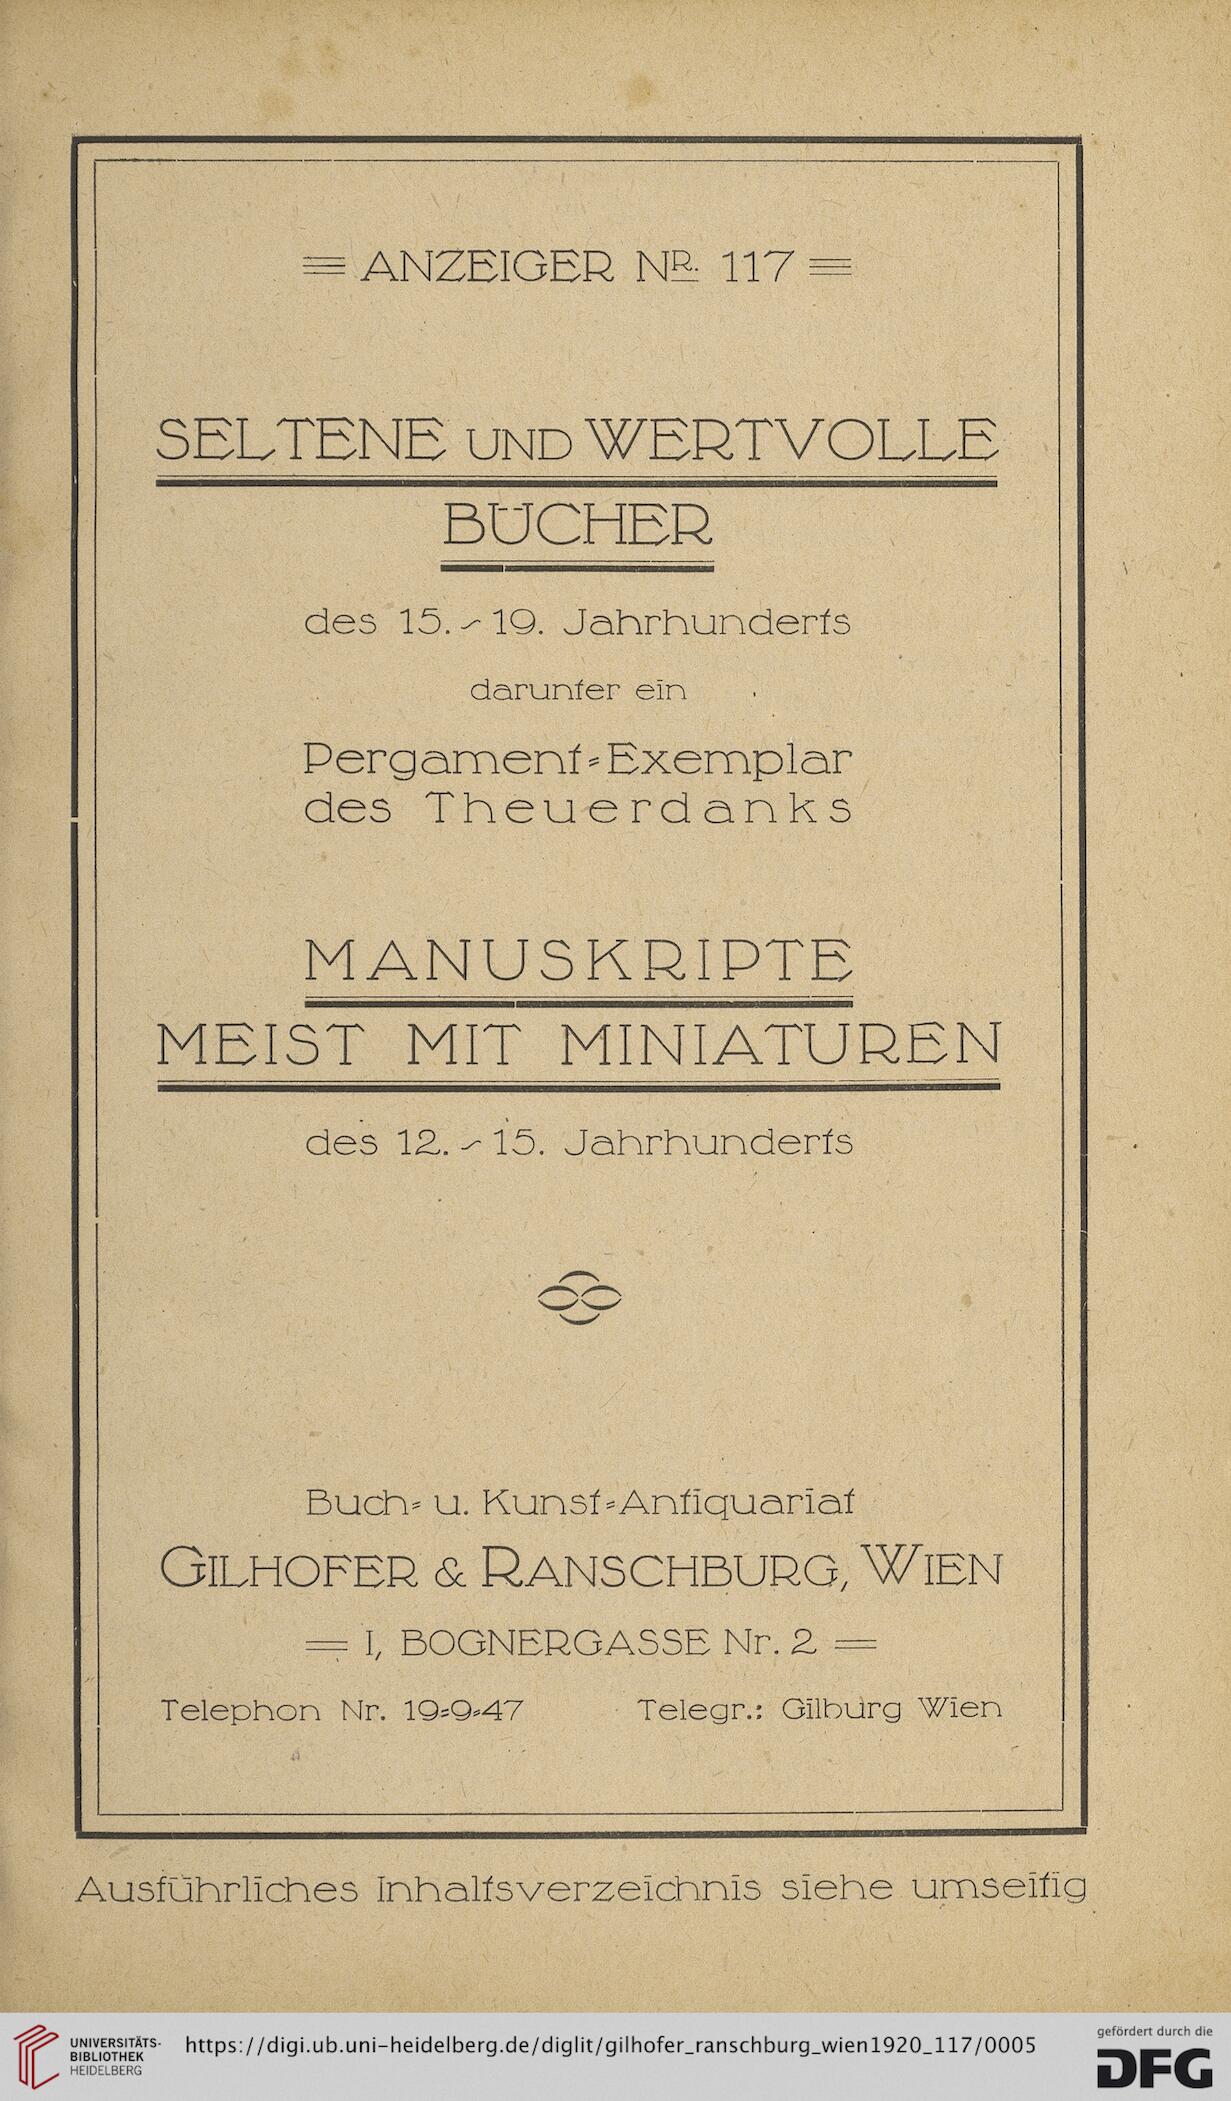 ANZEIGER NR. 117
SELTENE UND WERTVOLLE
BÜCHER
des 15.-19. Jahrhunderts
darunter ein
Pergament=Exemplar
des Theuerdanks
MANUSKRIPTE
MEIST MIT MINIATUREN
des 12.-15. Jahrhunderts
Buch= u. Kunst=Antiquariat
GILHOFER & RANSCHBURG, WIEN
I, BOGNERGASSE Nr. 2
Telephon Nr. 19=9=47 Telegr.: Gilburg Wien
Ausführliches Inhaltsverzeichnis siehe umseitig
UNIVERSITÄTS-
BIBLIOTHEK
HEIDELBERG
https://digi.ub.uni-heidelberg.de/diglit/gilhofer_ranschburg_wien1920_117/0005
gefördert durch die
DFG